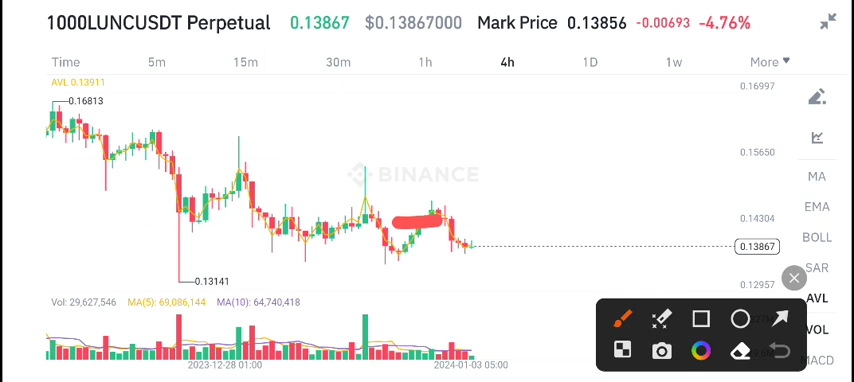 1000LUNCUSDT Perpetual 0.13867 $0.13867000 Mark Price 0.13856 -0.00693 -4.76%
Time 5m 15m 30m 1h 4h 1D 1w More
AVL 0.13911
0.16997
0.16813
0.15650
BINANCE
MA
EMA
0.14304
BOLL
0.13867
SAR
0.13141
0.12957
AVL
Vol: 29,627,546 MA(5): 69,086,144 MA(10): 64,740,418
VOL
MACD
2023-12-28 01:00 2024-01-03 05:00